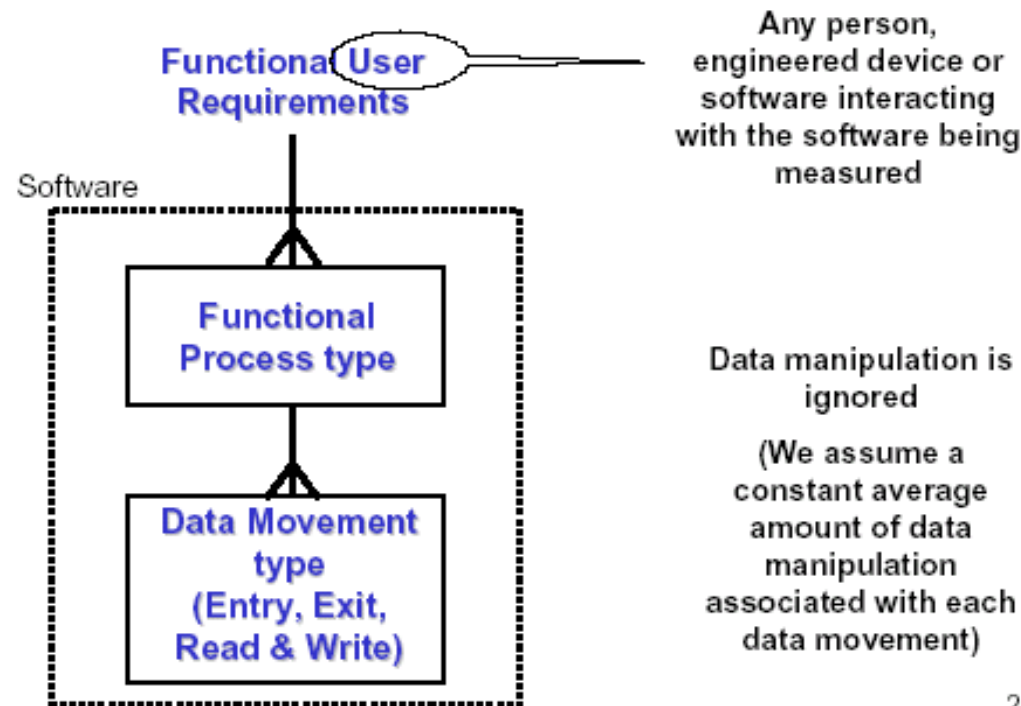 Functional User
Requirements
Any person,
engineered device or
software interacting
with the software being
measured
Software
Functional
Process type
Data Movement
type
(Entry, Exit,
Read & Write)
Data manipulation is
ignored
(We assume a
constant average
amount of data
manipulation
associated with each
data movement)
2